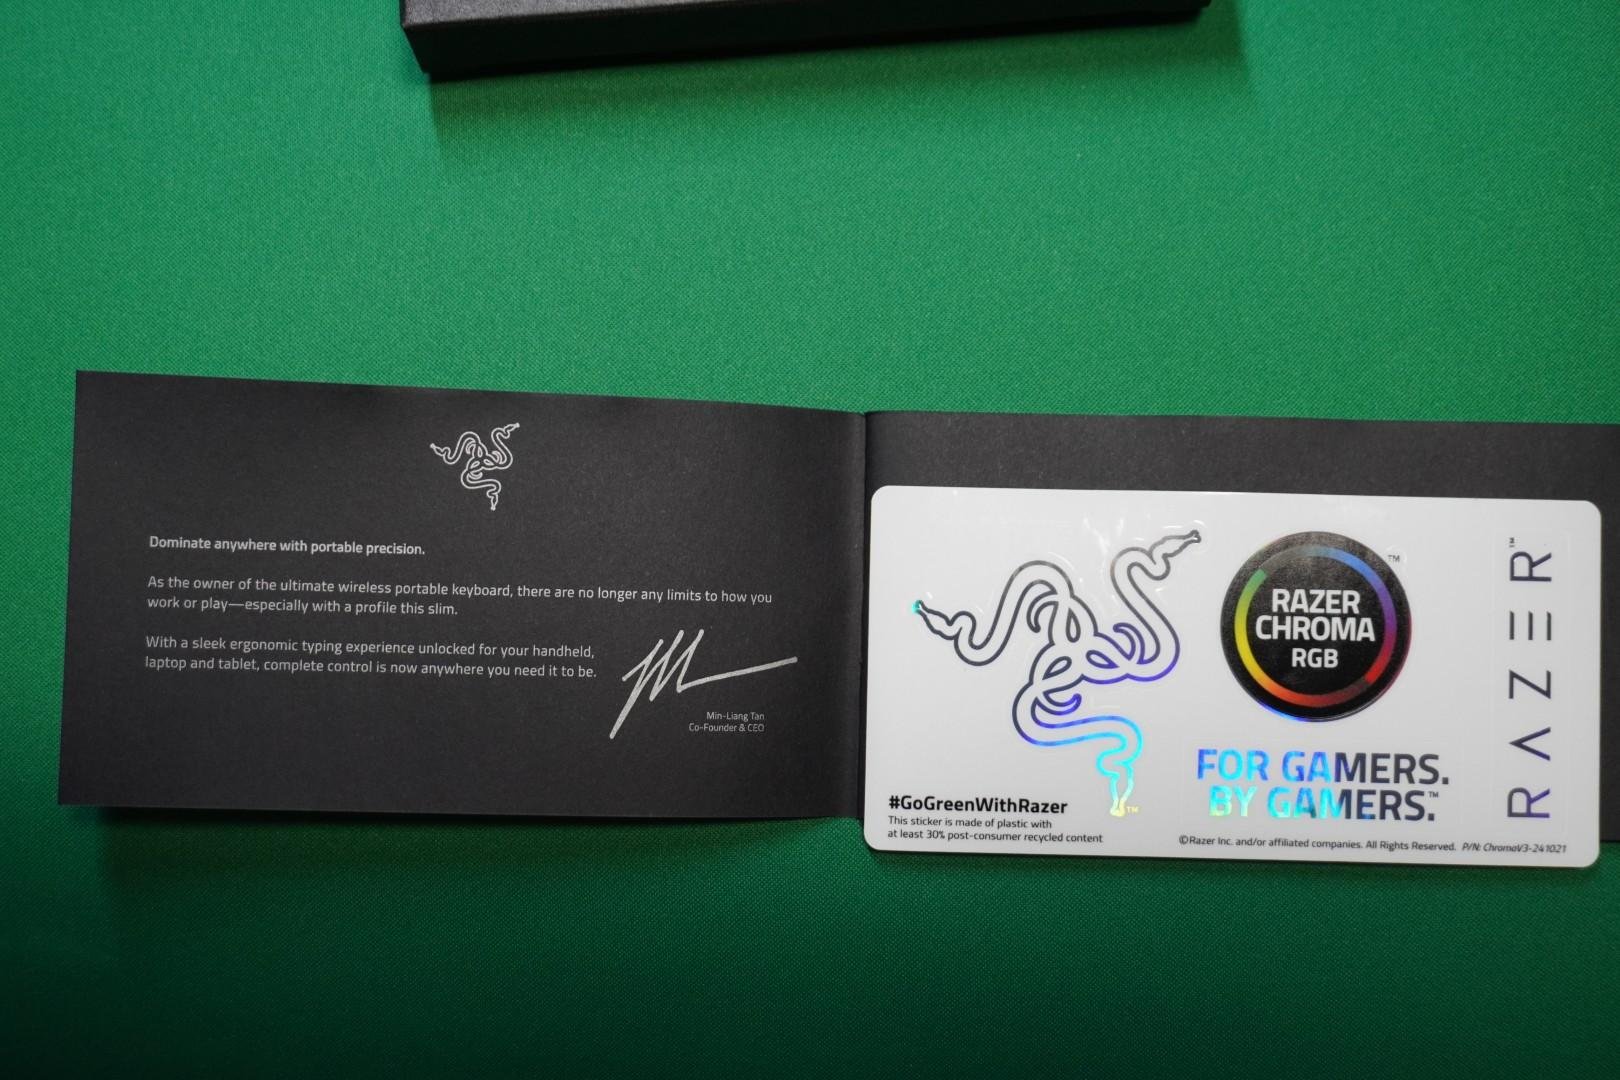 Dominate anywhere with portable precision.
As the owner of the ultimate wireless portable keyboard, there are no longer any limits to how you
work or play—especially with a profile this slim.
With a sleek ergonomic typing experience unlocked for your handheld,
laptop and tablet, complete control is now anywhere you need it to be.
Min-Liang Tan
Co-Founder & CEO
RAZER
CHROMA
RGB
™
FOR GAMERS.
BY GAMERS.™
RAZER™
™
#GoGreenWithRazer
This sticker is made of plastic with
at least 30% post-consumer recycled content
©Razer Inc. and/or affiliated companies. All Rights Reserved. P/N: ChromaV3-241021